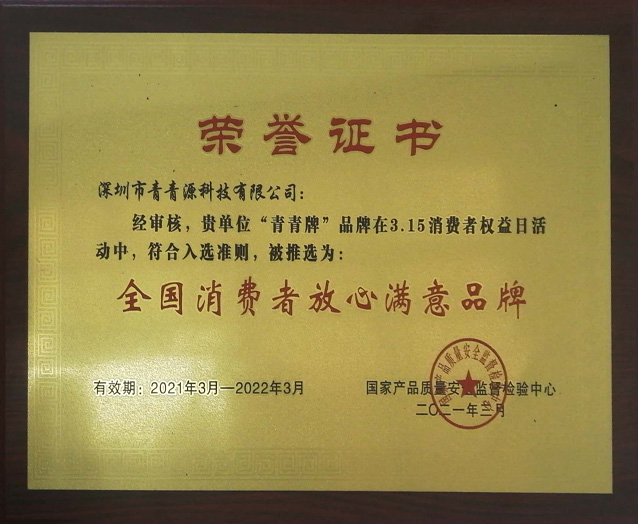 荣誉证书
深圳市青青源科技有限公司：
经审核，贵单位“青青牌”品牌在3.15消费者权益日活
动中，符合入选准则，被推选为：
全国消费者放心满意品牌
有效期：2021年3月—2022年3月
国家产品质量安全监督检验中心
二〇二一年三月